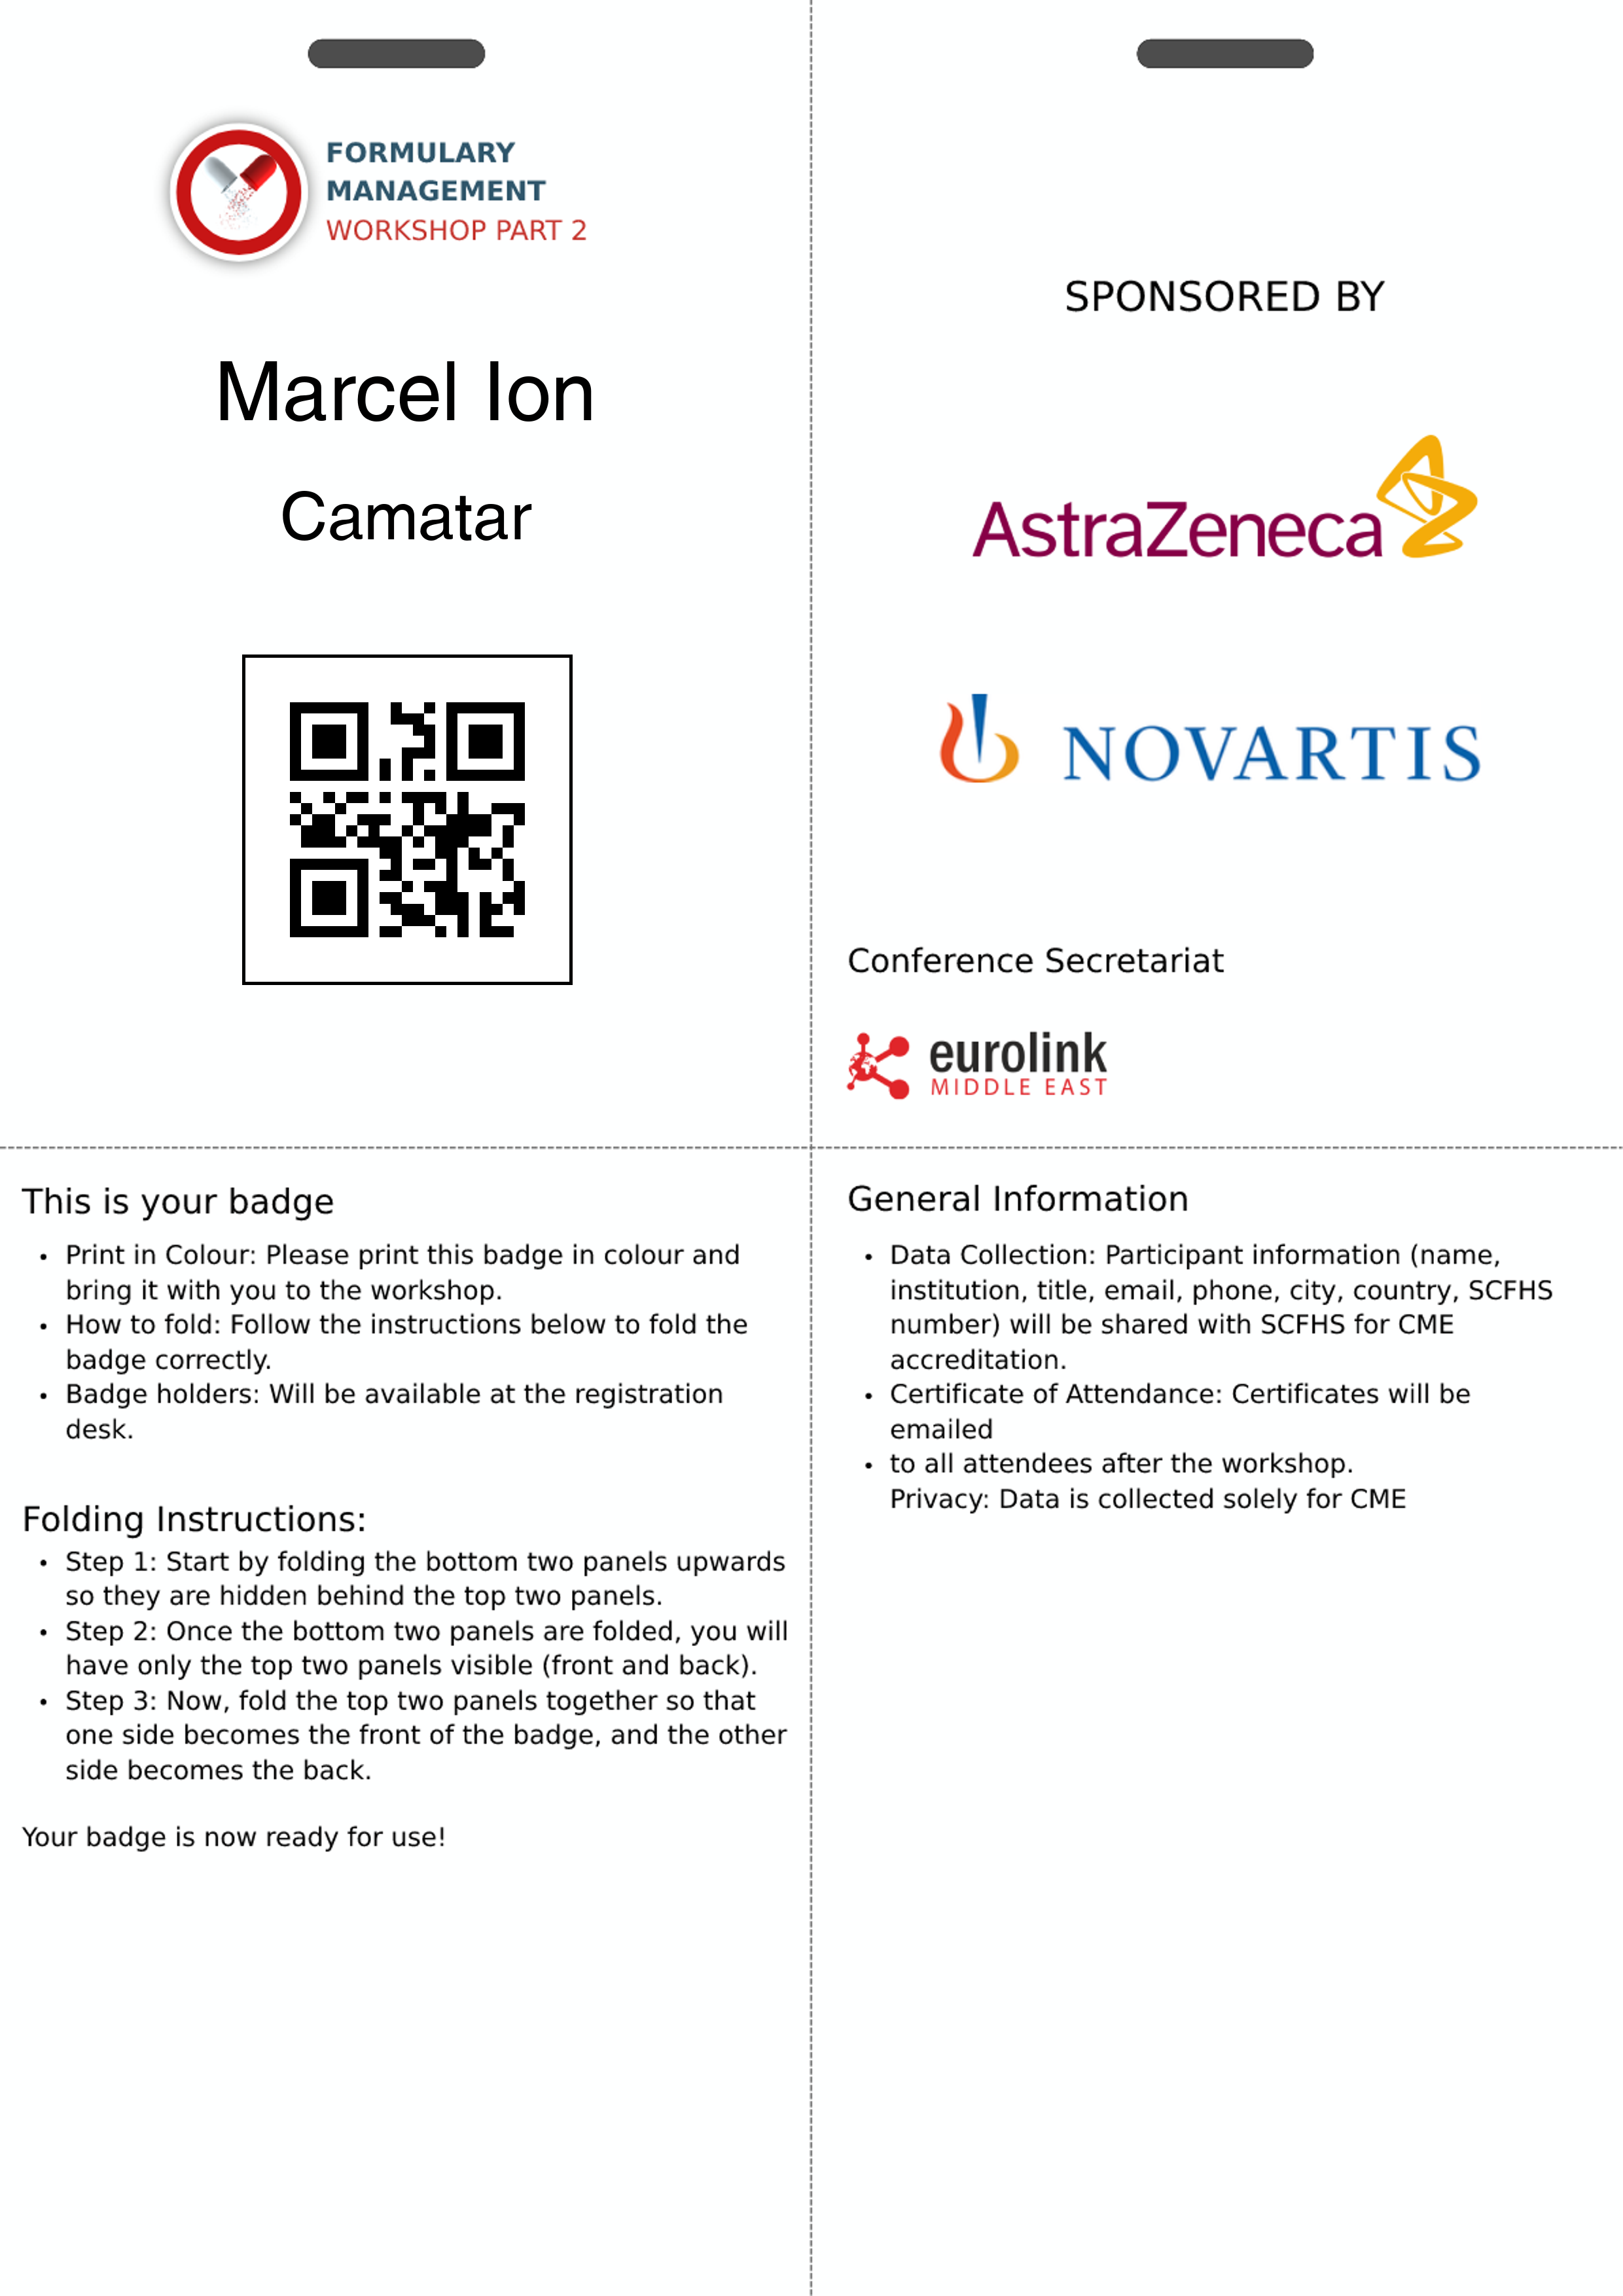 FORMULARY
MANAGEMENT
WORKSHOP PART 2
Marcel Ion
Camatar
SPONSORED BY
AstraZeneca
NOVARTIS
Conference Secretariat
eurolink
MIDDLE EAST
This is your badge
• Print in Colour: Please print this badge in colour and
bring it with you to the workshop.
• How to fold: Follow the instructions below to fold the
badge correctly.
• Badge holders: Will be available at the registration
desk.
Folding Instructions:
• Step 1: Start by folding the bottom two panels upwards
so they are hidden behind the top two panels.
• Step 2: Once the bottom two panels are folded, you will
have only the top two panels visible (front and back).
• Step 3: Now, fold the top two panels together so that
one side becomes the front of the badge, and the other
side becomes the back.
Your badge is now ready for use!
General Information
• Data Collection: Participant information (name,
institution, title, email, phone, city, country, SCFHS
number) will be shared with SCFHS for CME
accreditation.
• Certificate of Attendance: Certificates will be
emailed
• to all attendees after the workshop.
Privacy: Data is collected solely for CME